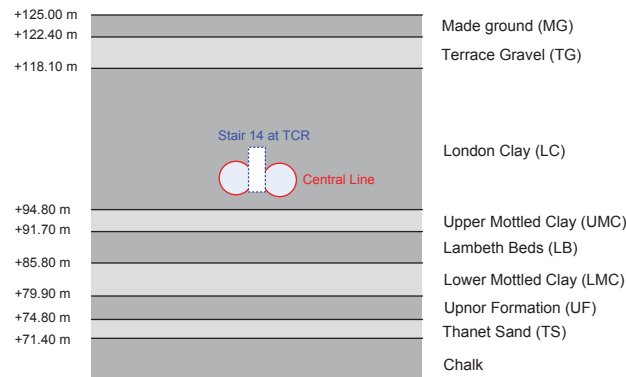 +125.00 m
Made ground (MG)
+122.40 m
Terrace Gravel (TG)
+118.10 m
Stair 14 at TCR
London Clay (LC)
Central Line
+94.80 m
Upper Mottled Clay (UMC)
+91.70 m
Lambeth Beds (LB)
+85.80 m
Lower Mottled Clay (LMC)
+79.90 m
Upnor Formation (UF)
+74.80 m
Thanet Sand (TS)
+71.40 m
Chalk